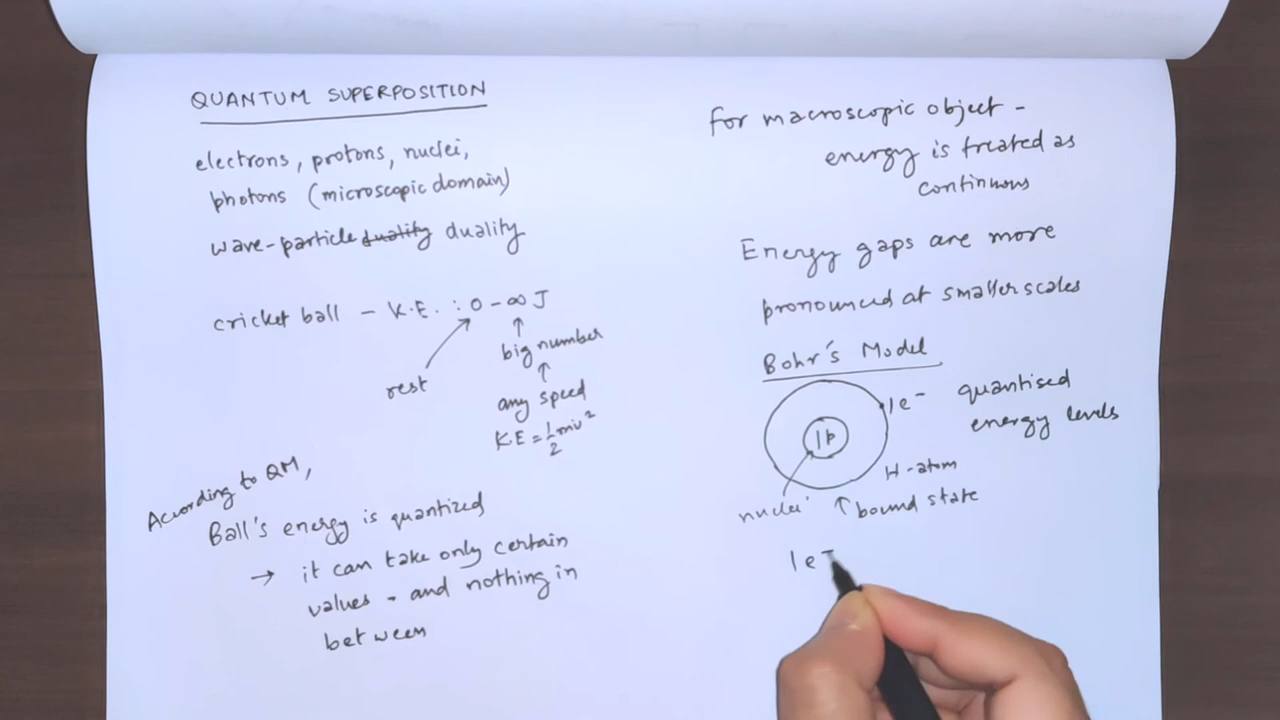 QUANTUM SUPERPOSITION
electrons, protons, nuclei,
photons (microscopic domain)
wave-particle duality duality
cricket ball - K.E. : 0 - ∞ J
rest
big number
any speed
K.E = 1/2 mv²
According to QM,
Ball's energy is quantized
→ it can take only certain
values - and nothing in
between
For macroscopic object -
energy is treated as
continuous
Energy gaps are more
pronounced at smaller scales
Bohr's Model
1e⁻
quantised
energy levels
1p
H-atom
nuclei
bound state
1e⁻